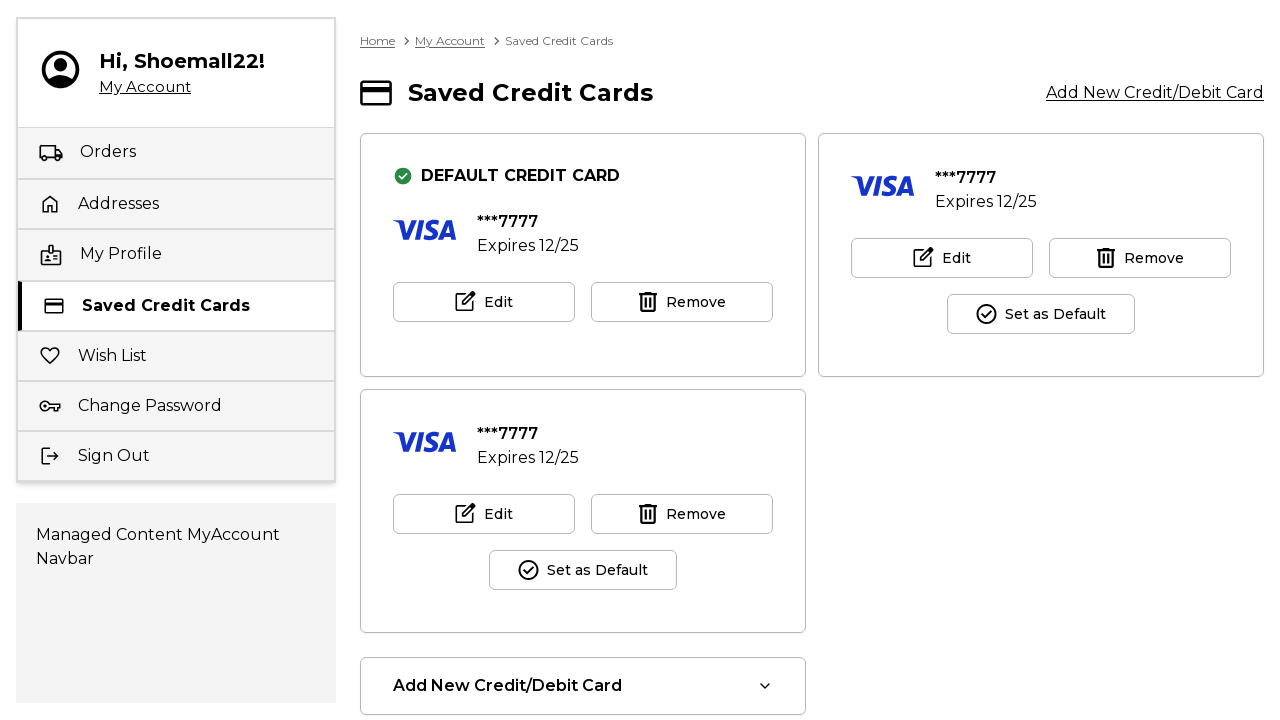 Hi, Shoemall22!
My Account
Orders
Addresses
My Profile
Saved Credit Cards
Wish List
Change Password
Sign Out
Managed Content MyAccount
Navbar
Home
My Account
Saved Credit Cards
Saved Credit Cards
Add New Credit/Debit Card
DEFAULT CREDIT CARD
VISA
***7777
Expires 12/25
Edit
Remove
VISA
***7777
Expires 12/25
Edit
Remove
Set as Default
VISA
***7777
Expires 12/25
Edit
Remove
Set as Default
Add New Credit/Debit Card